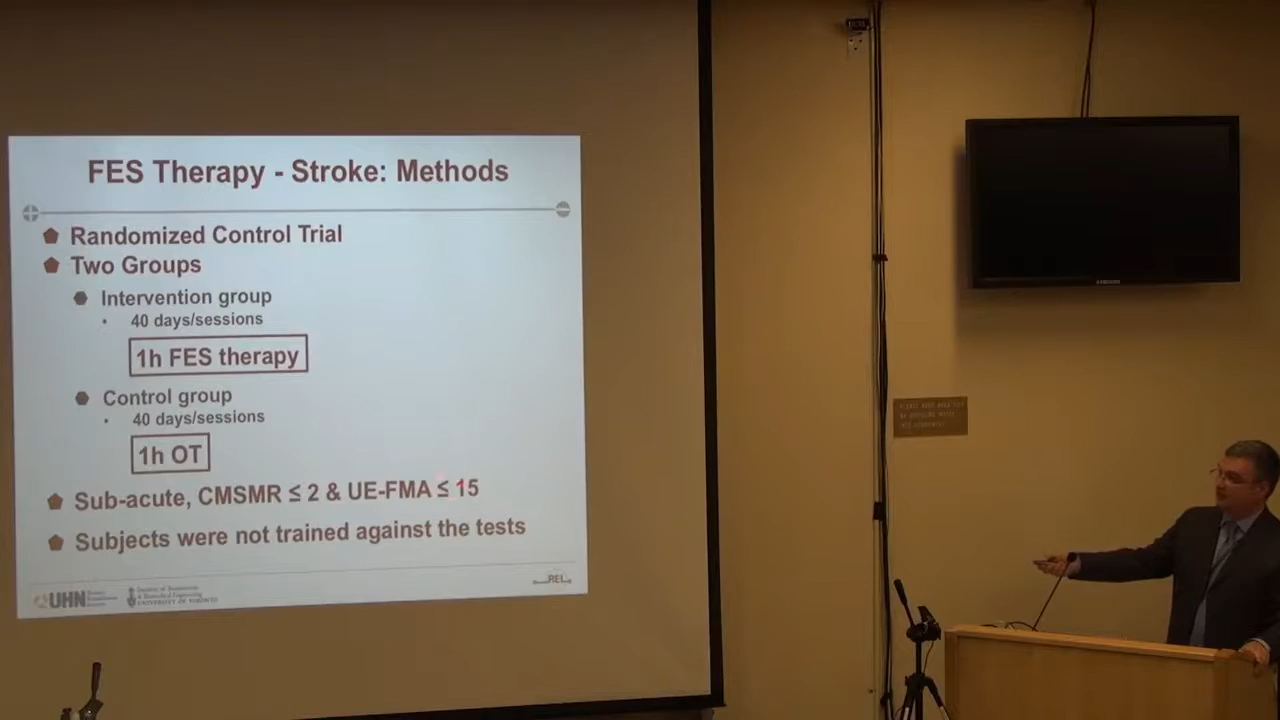 FES Therapy - Stroke: Methods
Randomized Control Trial
Two Groups
Intervention group
40 days/sessions
1h FES therapy
Control group
40 days/sessions
1h OT
Sub-acute, CMSMR ≤ 2 & UE-FMA ≤ 15
Subjects were not trained against the tests
UHN
UNIVERSITY OF TORONTO
REL
SAMSUNG